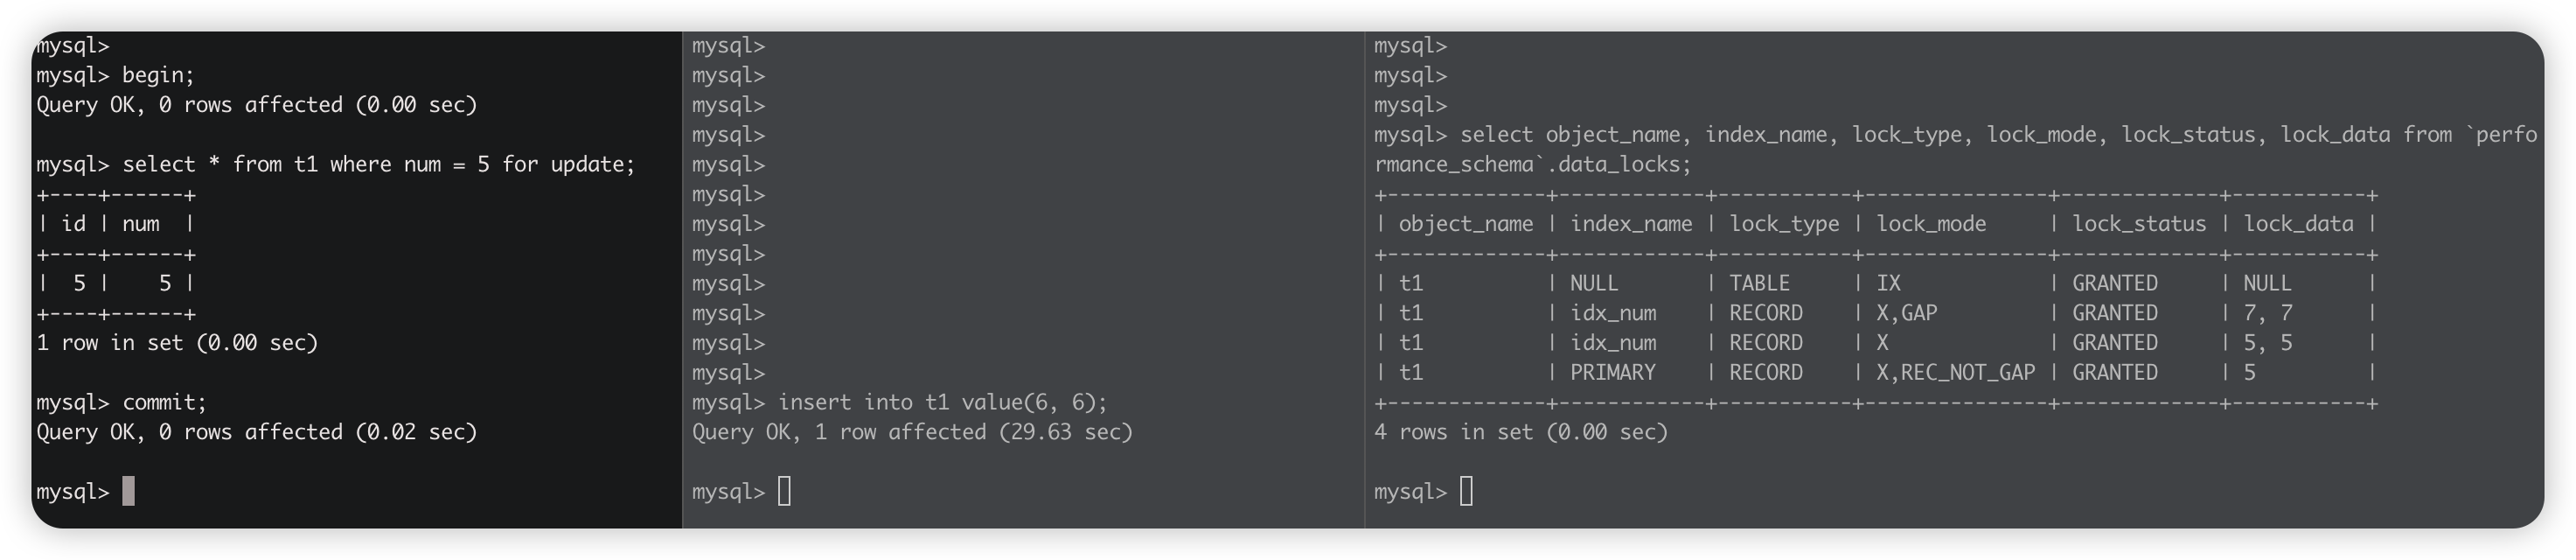 mysql>
mysql> begin;
Query OK, 0 rows affected (0.00 sec)
mysql> select * from t1 where num = 5 for update;
+----+------+
| id | num  |
+----+------+
|  5 |    5 |
+----+------+
1 row in set (0.00 sec)
mysql> commit;
Query OK, 0 rows affected (0.02 sec)
mysql>
mysql>
mysql>
mysql>
mysql>
mysql>
mysql>
mysql>
mysql>
mysql>
mysql>
mysql>
mysql>
mysql> insert into t1 value(6, 6);
Query OK, 1 row affected (29.63 sec)
mysql>
mysql>
mysql>
mysql>
mysql> select object_name, index_name, lock_type, lock_mode, lock_status, lock_data from `perfo
rmance_schema`.data_locks;
+-------------+------------+-----------+---------------+-------------+-----------+
| object_name | index_name | lock_type | lock_mode     | lock_status | lock_data |
+-------------+------------+-----------+---------------+-------------+-----------+
| t1          | NULL       | TABLE     | IX            | GRANTED     | NULL      |
| t1          | idx_num    | RECORD    | X,GAP         | GRANTED     | 7, 7      |
| t1          | idx_num    | RECORD    | X             | GRANTED     | 5, 5      |
| t1          | PRIMARY    | RECORD    | X,REC_NOT_GAP | GRANTED     | 5         |
+-------------+------------+-----------+---------------+-------------+-----------+
4 rows in set (0.00 sec)
mysql>